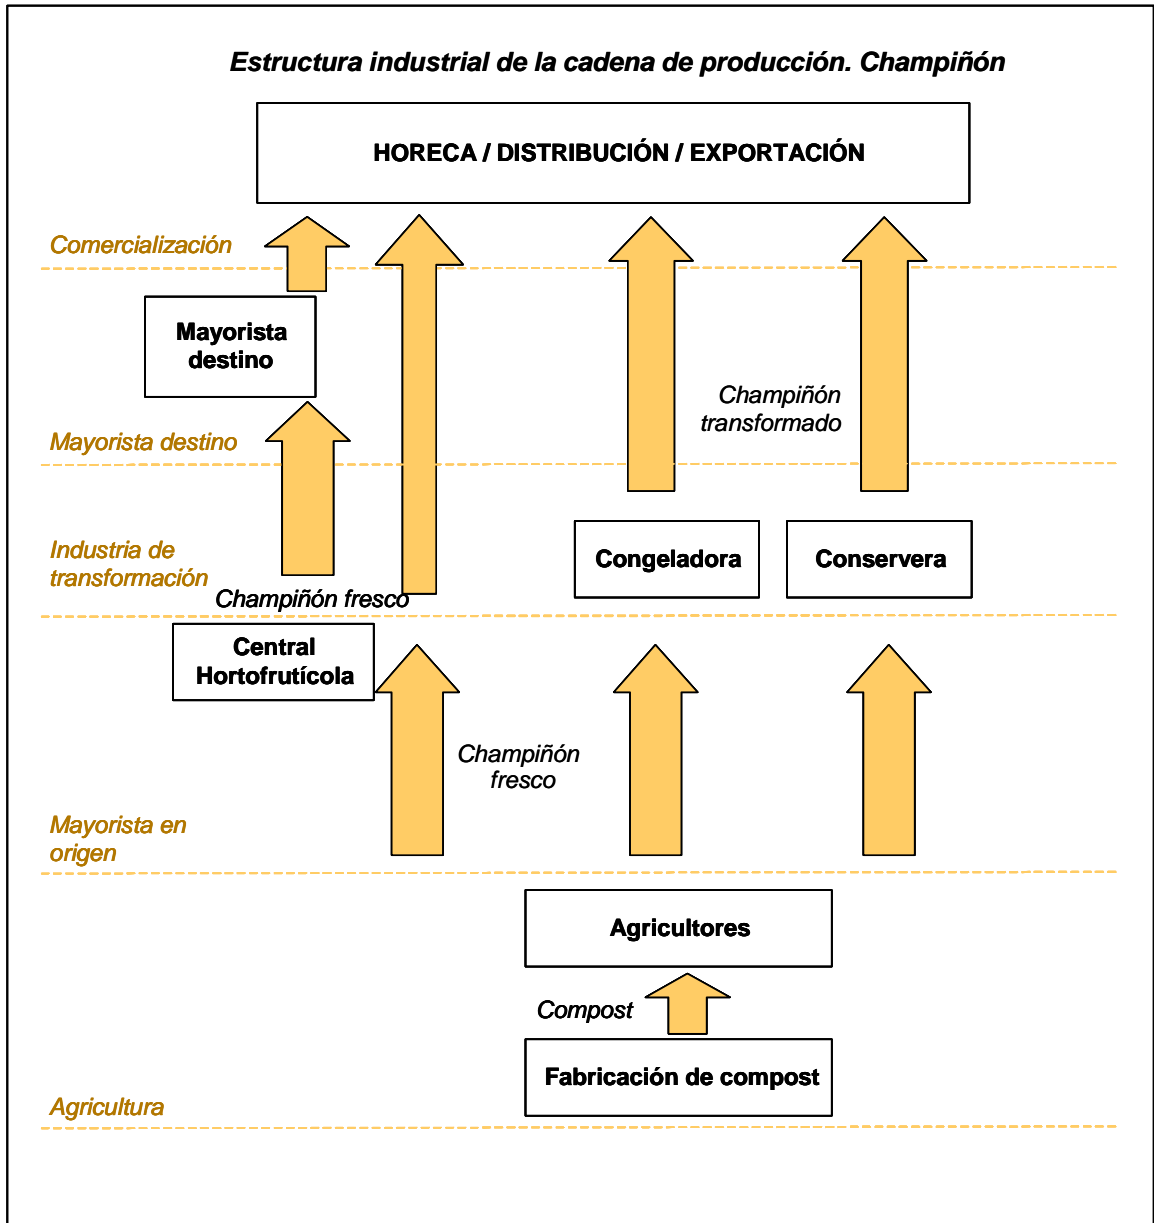 Estructura industrial de la cadena de producción. Champiñón
HORECA / DISTRIBUCIÓN / EXPORTACIÓN
Comercialización
Mayorista
destino
Champiñón
transformado
Mayorista destino
Industria de
transformación
Congeladora
Conservera
Champiñón fresco
Central
Hortofrutícola
Champiñón
fresco
Mayorista en
origen
Agricultores
Compost
Fabricación de compost
Agricultura